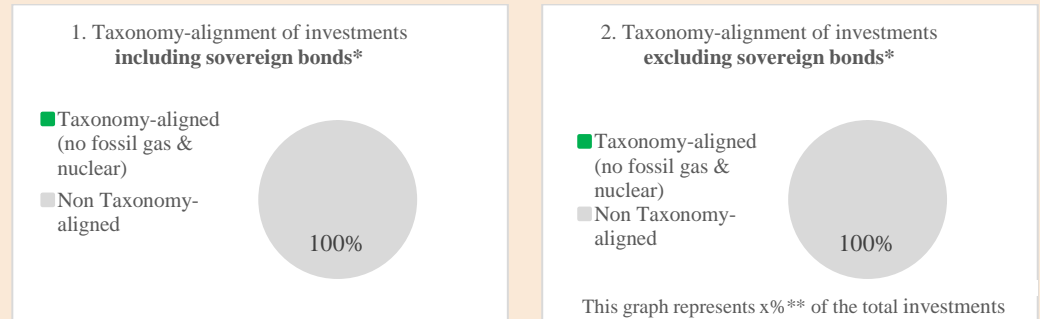 1. Taxonomy-alignment of investments
including sovereign bonds*
Taxonomy-aligned
(no fossil gas &
nuclear)
Non Taxonomy-
aligned
100%
2. Taxonomy-alignment of investments
excluding sovereign bonds*
Taxonomy-aligned
(no fossil gas &
nuclear)
Non Taxonomy-
aligned
100%
This graph represents x%** of the total investments